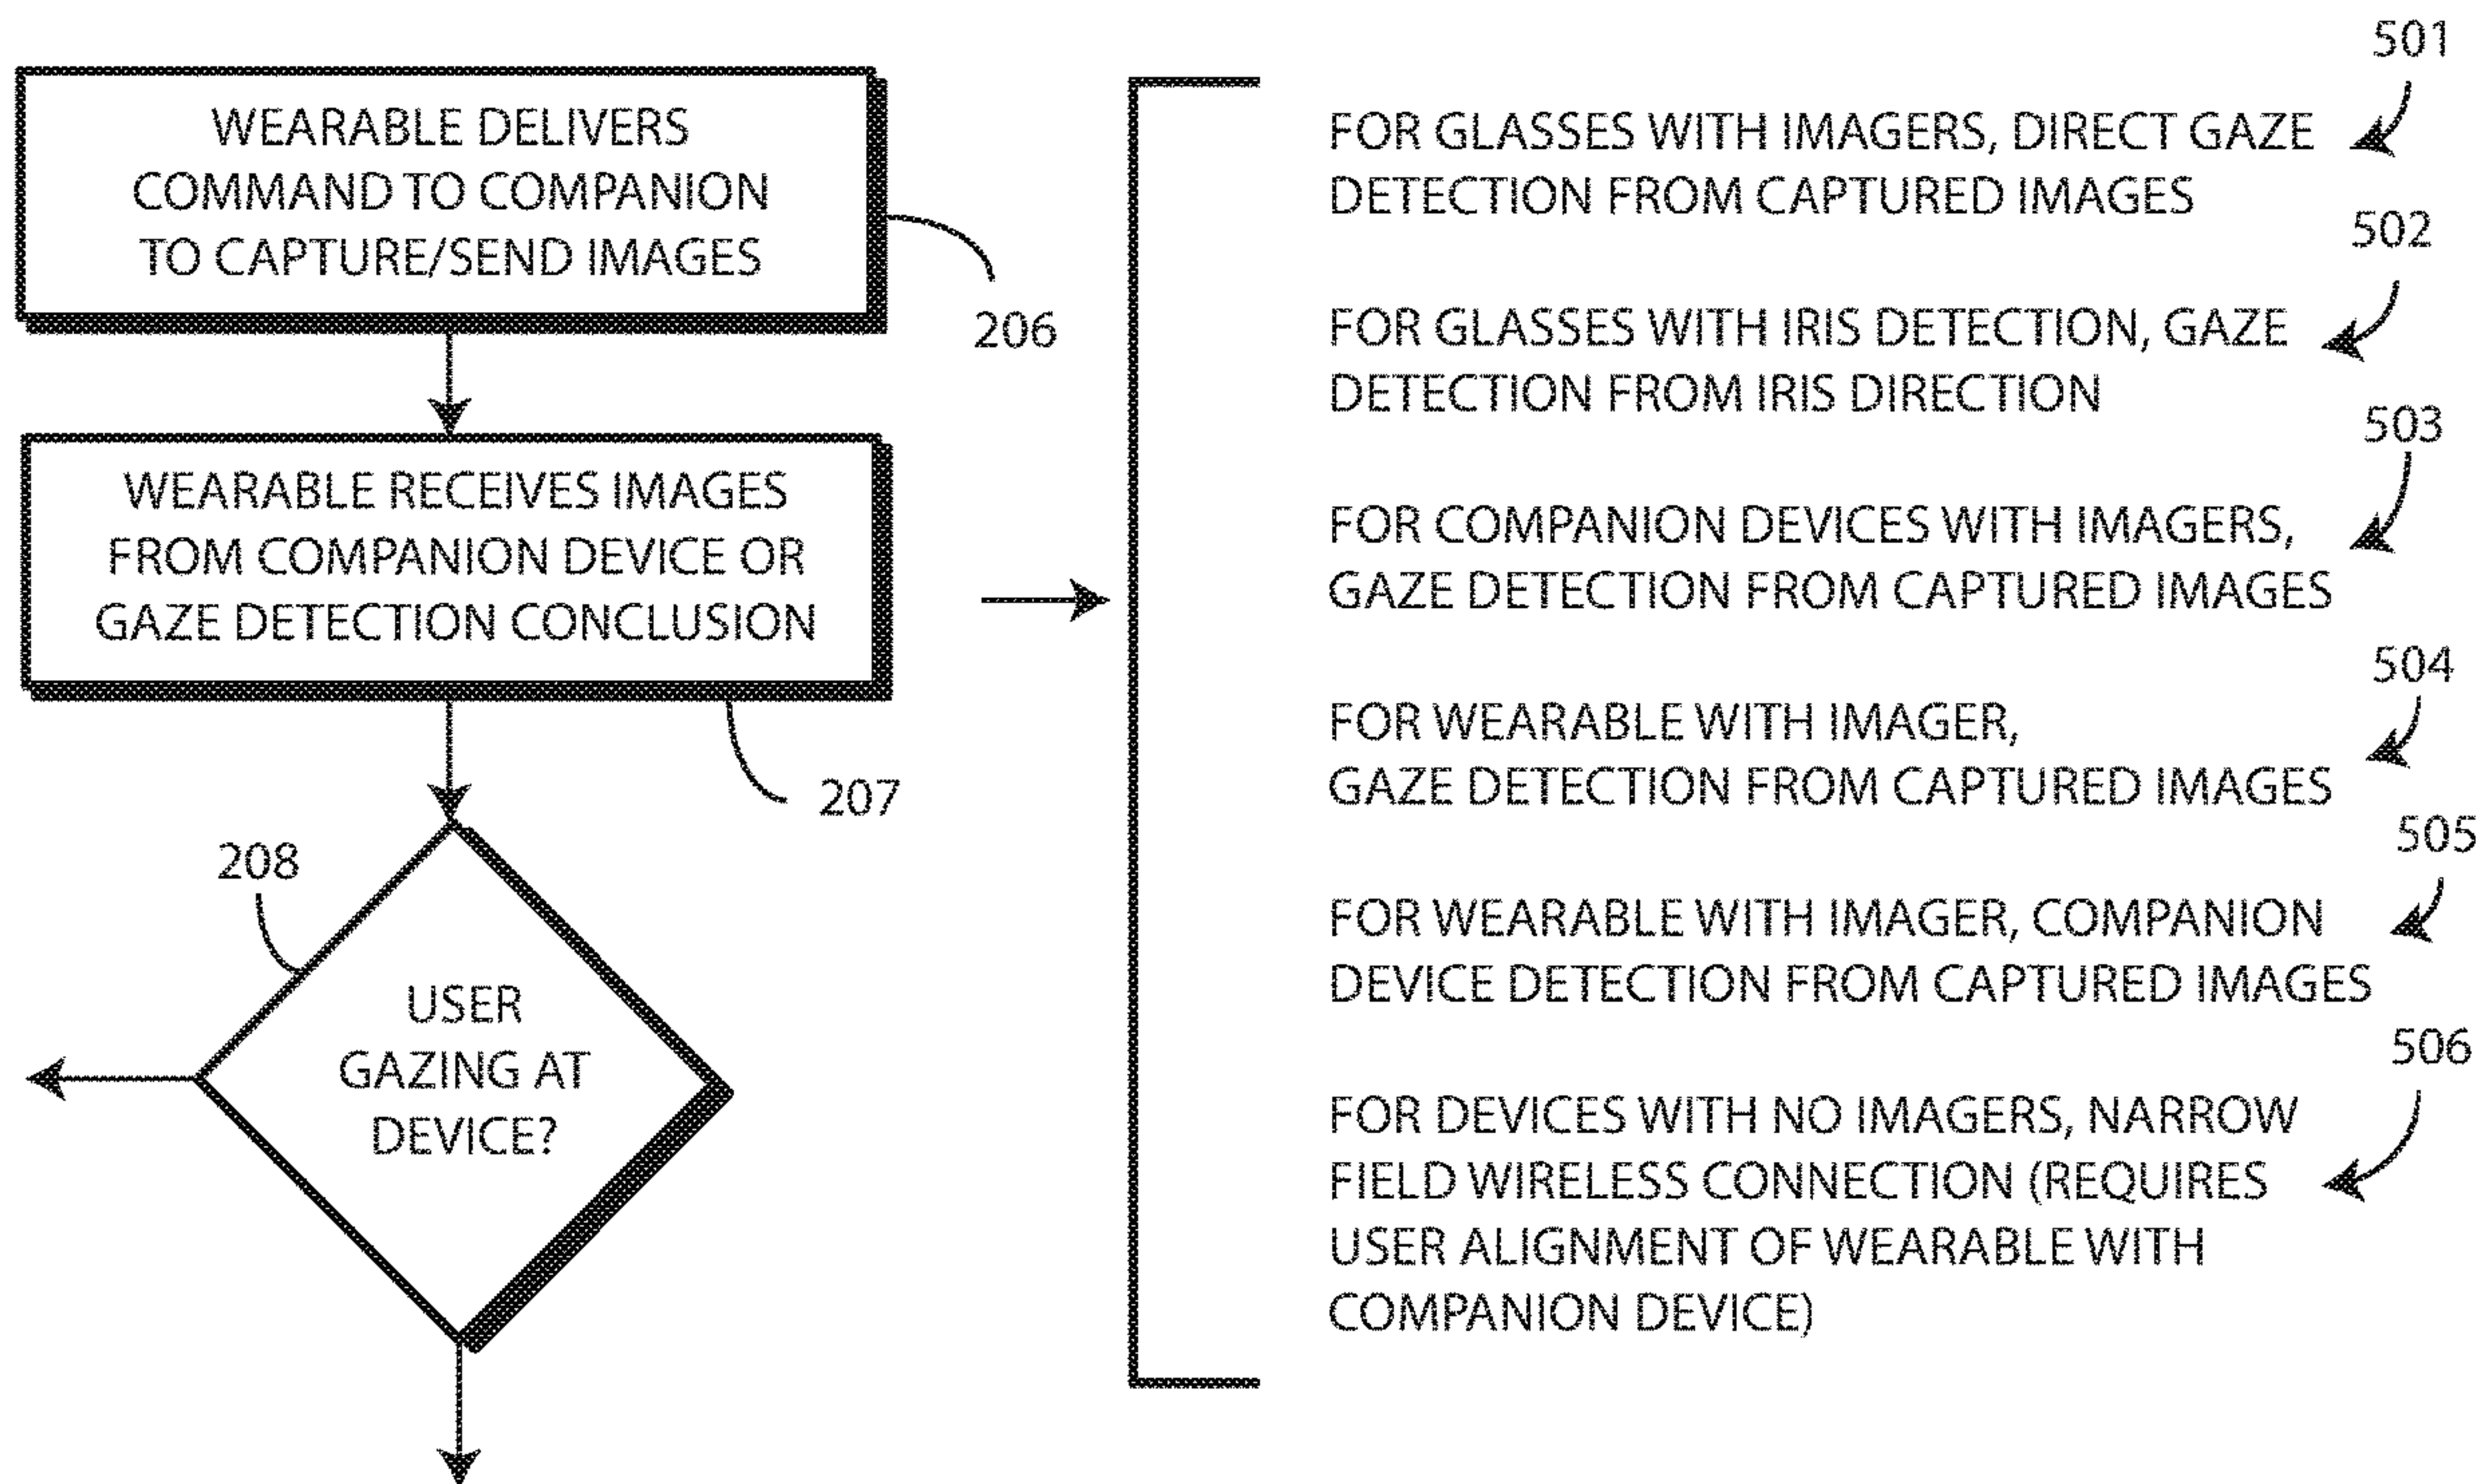 WEARABLE DELIVERS
COMMAND TO COMPANION
TO CAPTURE/SEND IMAGES
206
WEARABLE RECEIVES IMAGES
FROM COMPANION DEVICE OR
GAZE DETECTION CONCLUSION
207
208
USER
GAZING AT
DEVICE?
501
FOR GLASSES WITH IMAGERS, DIRECT GAZE
DETECTION FROM CAPTURED IMAGES
502
FOR GLASSES WITH IRIS DETECTION, GAZE
DETECTION FROM IRIS DIRECTION
503
FOR COMPANION DEVICES WITH IMAGERS,
GAZE DETECTION FROM CAPTURED IMAGES
504
FOR WEARABLE WITH IMAGER,
GAZE DETECTION FROM CAPTURED IMAGES
505
FOR WEARABLE WITH IMAGER, COMPANION
DEVICE DETECTION FROM CAPTURED IMAGES
506
FOR DEVICES WITH NO IMAGERS, NARROW
FIELD WIRELESS CONNECTION (REQUIRES
USER ALIGNMENT OF WEARABLE WITH
COMPANION DEVICE)